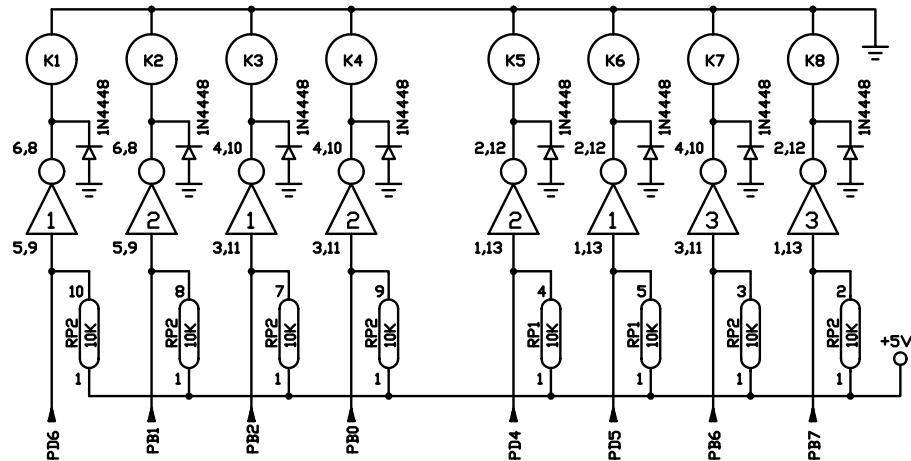 K1 K2 K3 K4 K5 K6 K7 K8
1N4448 1N4448 1N4448 1N4448 1N4448 1N4448 1N4448 1N4448
6,8 6,8 4,10 4,10 2,12 2,12 4,10 2,12
1 2 1 2 2 1 3 3
5,9 5,9 3,11 3,11 1,13 1,13 3,11 1,13
10 8 7 9 4 5 3 2
RP2 10K RP2 10K RP2 10K RP2 10K RP1 10K RP1 10K RP2 10K RP2 10K
+5V
1 1 1 1 1 1 1 1
PD6 PB1 PB2 PB0 PD4 PD5 PB6 PB7